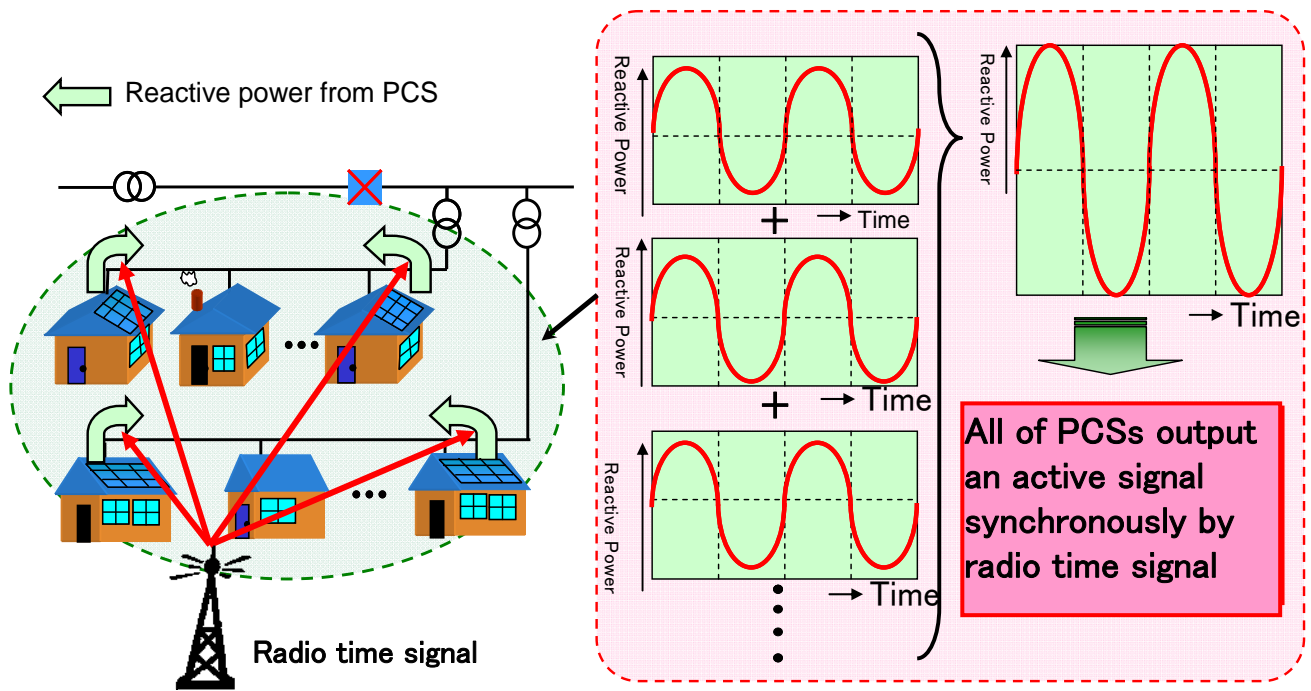 Reactive power from PCS
Radio time signal
Reactive Power
+
Time
Reactive Power
+
Time
Reactive Power
Time
Reactive Power
Time
All of PCSs output
an active signal
synchronously by
radio time signal